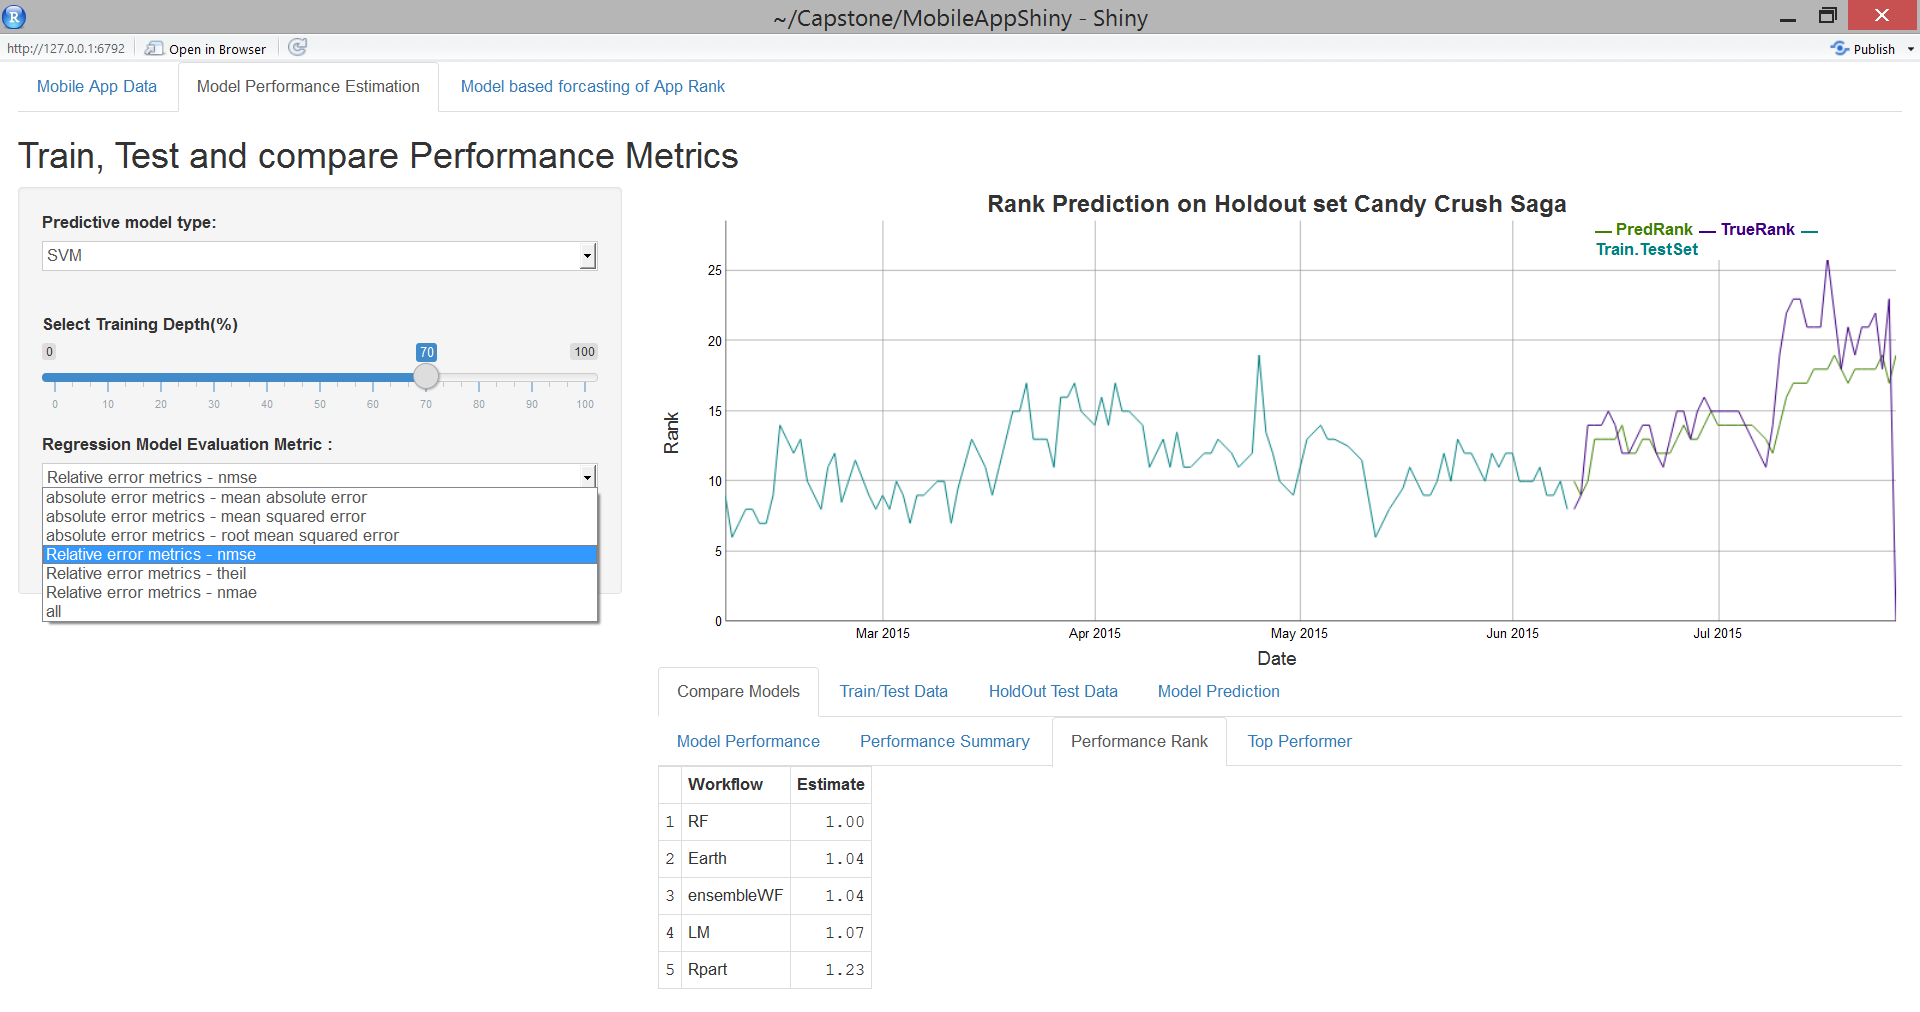 R
~/Capstone/MobileAppShiny - Shiny
http://127.0.0.1:6792 Open in Browser Publish
Mobile App Data Model Performance Estimation Model based forcasting of App Rank
Train, Test and compare Performance Metrics
Predictive model type:
SVM
Select Training Depth(%)
0 70 100
0 10 20 30 40 50 60 70 80 90 100
Regression Model Evaluation Metric :
Relative error metrics - nmse
absolute error metrics - mean absolute error
absolute error metrics - mean squared error
absolute error metrics - root mean squared error
Relative error metrics - nmse
Relative error metrics - theil
Relative error metrics - nmae
all
Rank Prediction on Holdout set Candy Crush Saga
PredRank TrueRank
Train.TestSet
25
20
15
10
5
0
Rank
Mar 2015 Apr 2015 May 2015 Jun 2015 Jul 2015
Date
Compare Models Train/Test Data HoldOut Test Data Model Prediction
Model Performance Performance Summary Performance Rank Top Performer
Workflow Estimate
1 RF 1.00
2 Earth 1.04
3 ensembleWF 1.04
4 LM 1.07
5 Rpart 1.23